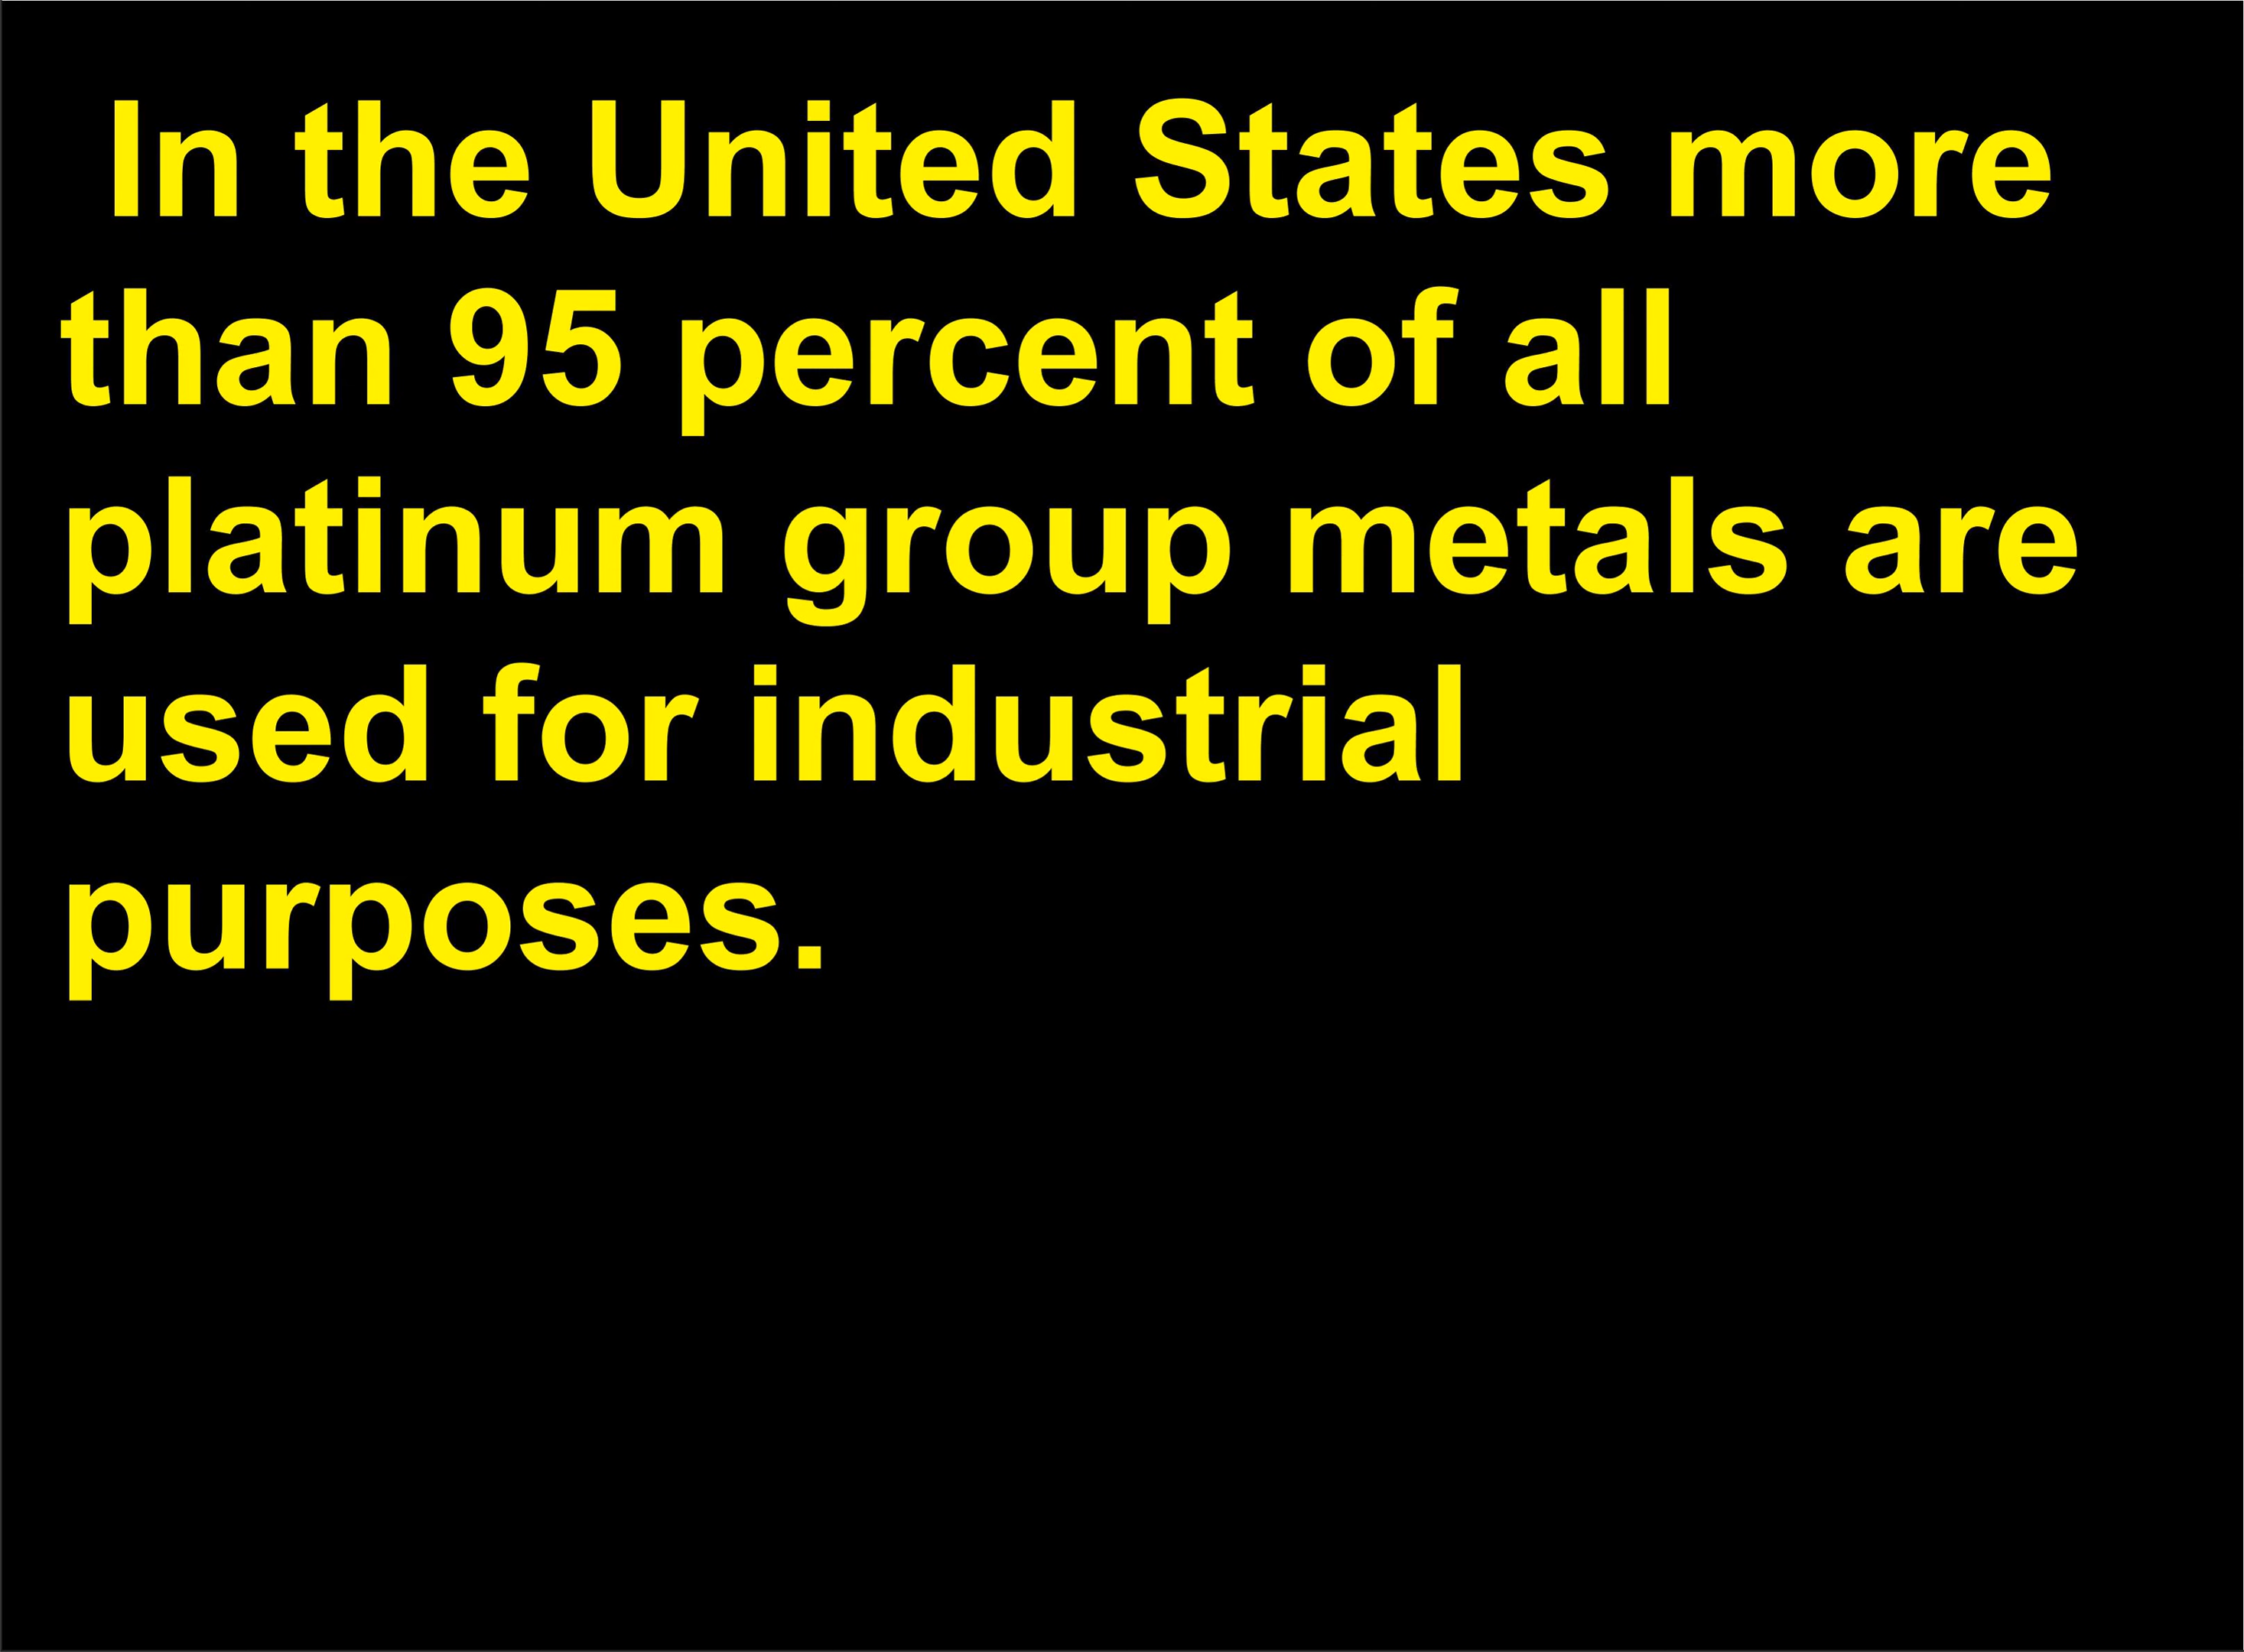 In the United States more
than 95 percent of all
platinum group metals are
used for industrial
purposes.